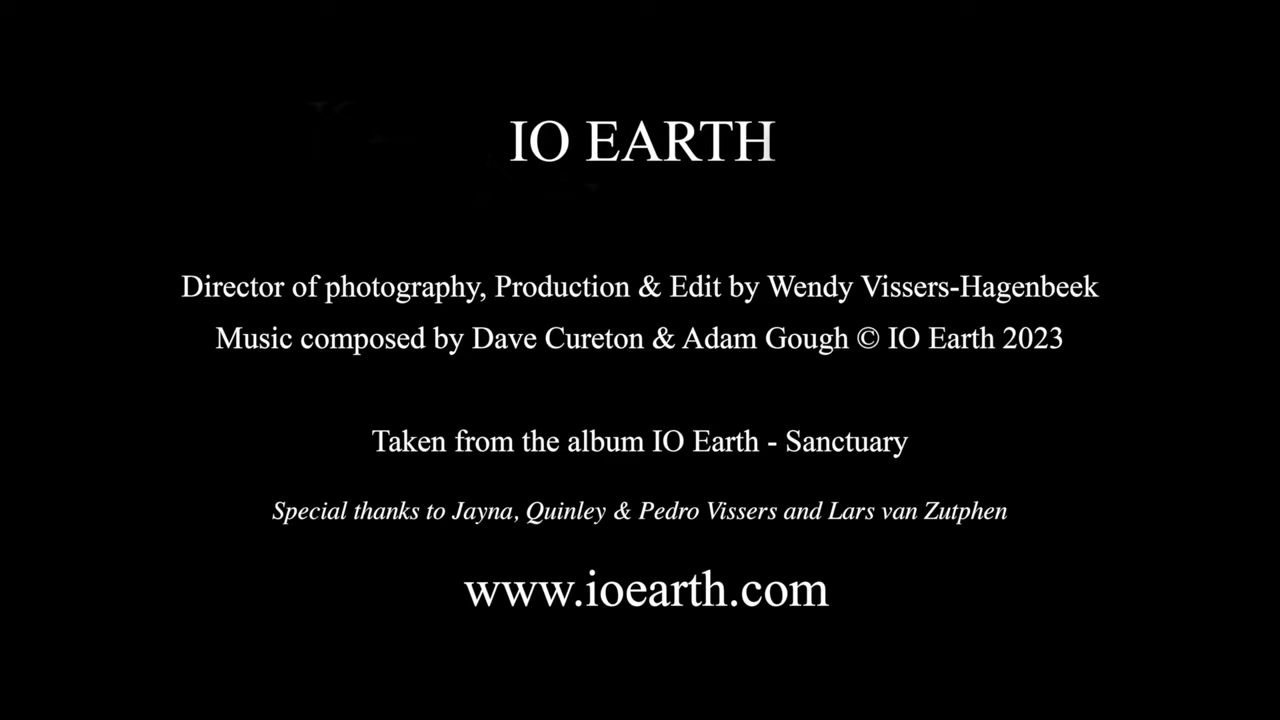 IO EARTH
Director of photography, Production & Edit by Wendy Vissers-Hagenbeek
Music composed by Dave Cureton & Adam Gough © IO Earth 2023
Taken from the album IO Earth - Sanctuary
Special thanks to Jayna, Quinley & Pedro Vissers and Lars van Zutphen
www.ioearth.com